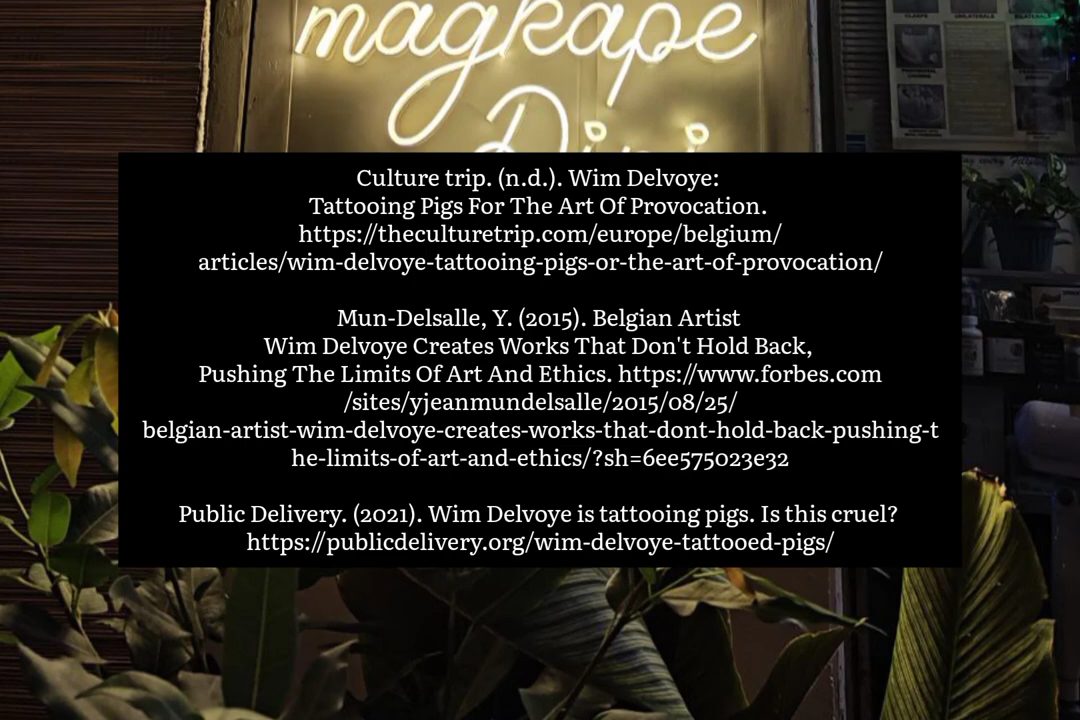 magkape
Culture trip. (n.d.). Wim Delvoye:
Tattooing Pigs For The Art Of Provocation.
https://theculturetrip.com/europe/belgium/
articles/wim-delvoye-tattooing-pigs-or-the-art-of-provocation/
Mun-Delsalle, Y. (2015). Belgian Artist
Wim Delvoye Creates Works That Don't Hold Back,
Pushing The Limits Of Art And Ethics. https://www.forbes.com
/sites/yjeanmundelsalle/2015/08/25/
belgian-artist-wim-delvoye-creates-works-that-dont-hold-back-pushing-t
he-limits-of-art-and-ethics/?sh=6ee575023e32
Public Delivery. (2021). Wim Delvoye is tattooing pigs. Is this cruel?
https://publicdelivery.org/wim-delvoye-tattooed-pigs/